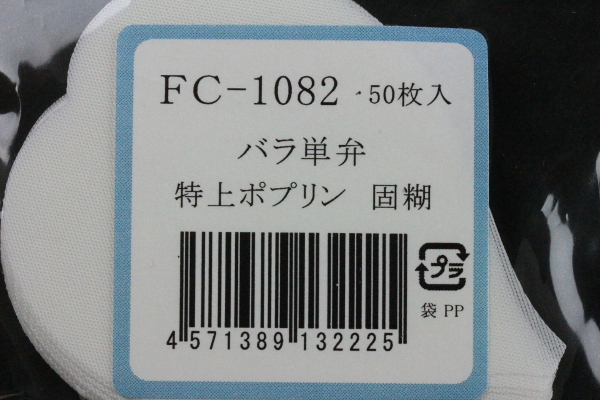 FC-1082 50枚入
バラ単弁
特上ポプリン 固糊
プラ
袋 PP
4 571389 132225